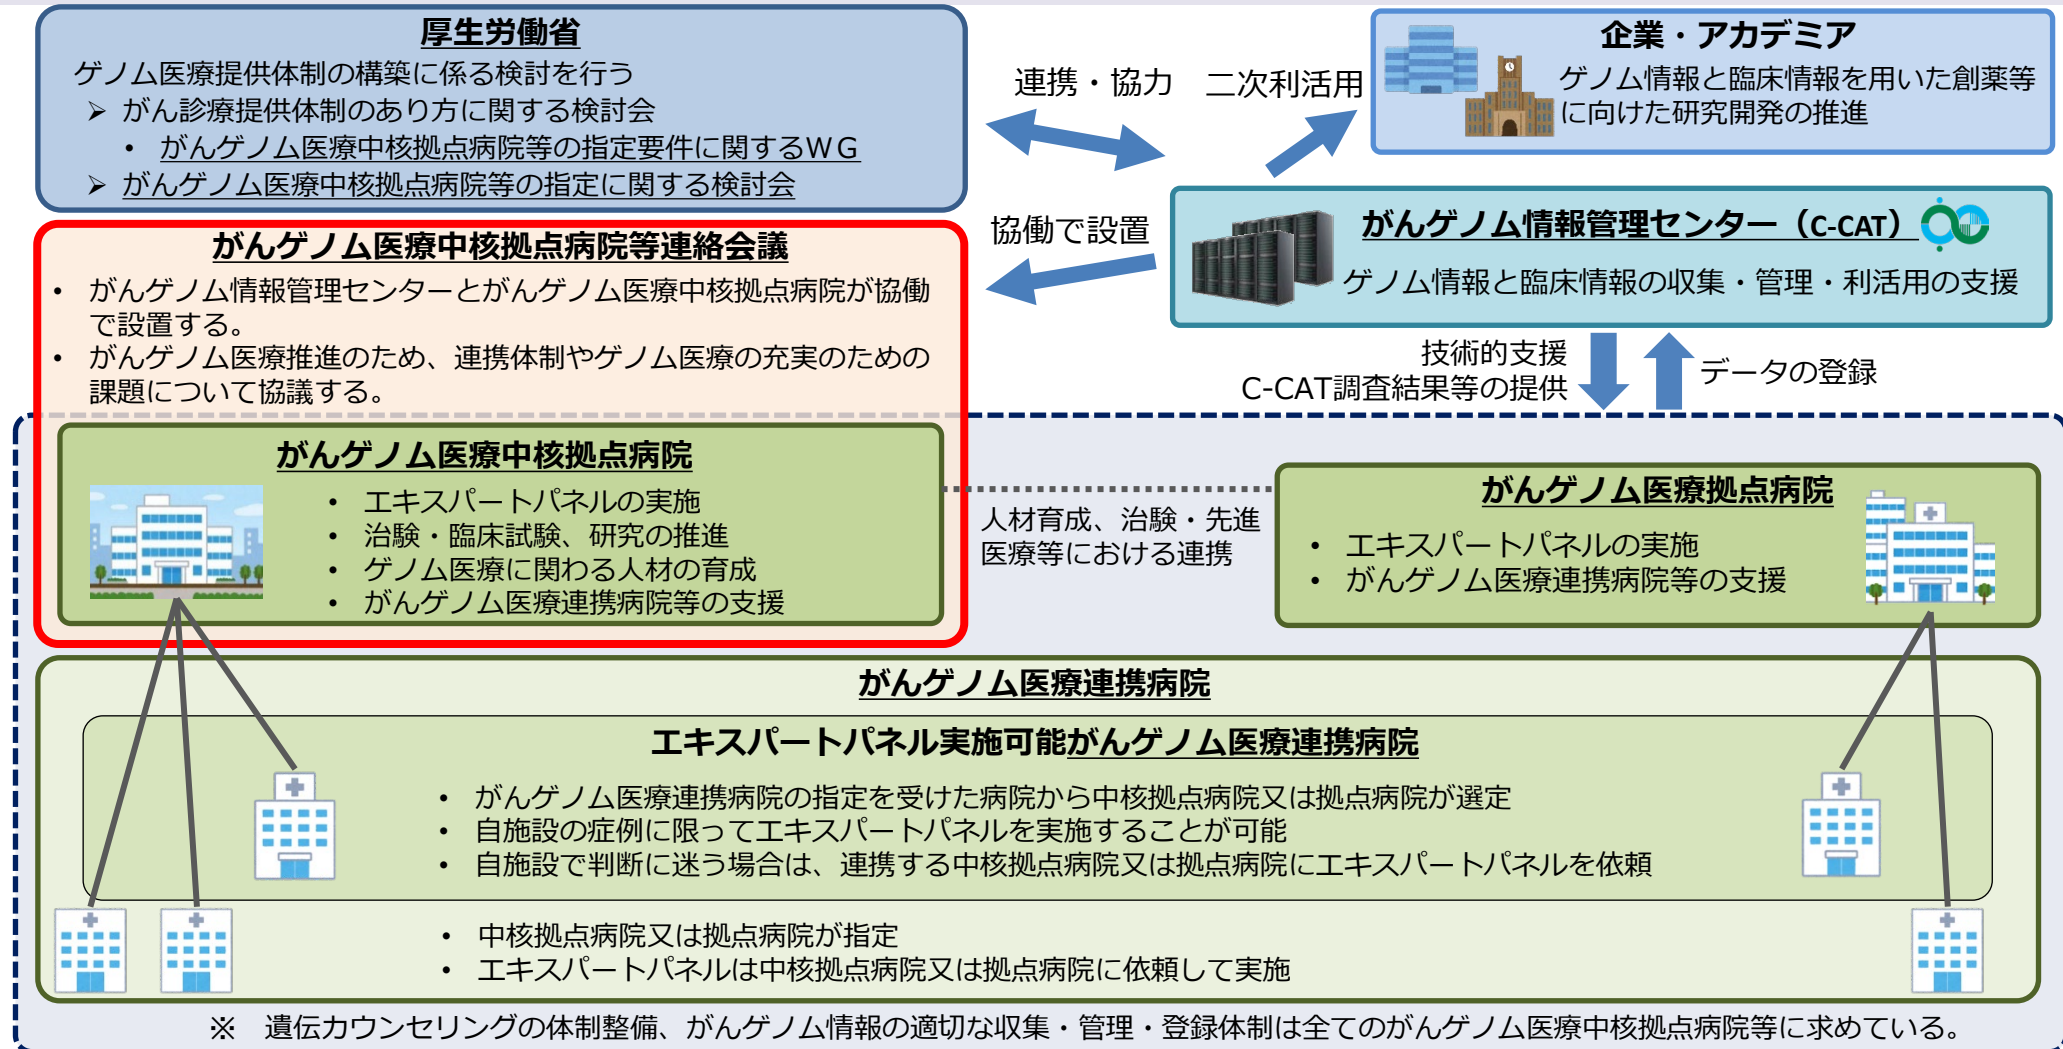 厚生労働省
ゲノム医療提供体制の構築に係る検討を行う
➢ がん診療提供体制のあり方に関する検討会
• がんゲノム医療中核拠点病院等の指定要件に関するWG
➢ がんゲノム医療中核拠点病院等の指定に関する検討会
連携・協力
二次利活用
企業・アカデミア
ゲノム情報と臨床情報を用いた創薬等
に向けた研究開発の推進
がんゲノム医療中核拠点病院等連絡会議
• がんゲノム情報管理センターとがんゲノム医療中核拠点病院が協働
で設置する。
• がんゲノム医療推進のため、連携体制やゲノム医療の充実のための
課題について協議する。
協働で設置
がんゲノム情報管理センター（C-CAT）
ゲノム情報と臨床情報の収集・管理・利活用の支援
技術的支援
C-CAT調査結果等の提供
データの登録
がんゲノム医療中核拠点病院
• エキスパートパネルの実施
• 治験・臨床試験、研究の推進
• ゲノム医療に関わる人材の育成
• がんゲノム医療連携病院等の支援
人材育成、治験・先進
医療等における連携
がんゲノム医療拠点病院
• エキスパートパネルの実施
• がんゲノム医療連携病院等の支援
がんゲノム医療連携病院
エキスパートパネル実施可能がんゲノム医療連携病院
• がんゲノム医療連携病院の指定を受けた病院から中核拠点病院又は拠点病院が選定
• 自施設の症例に限ってエキスパートパネルを実施することが可能
• 自施設で判断に迷う場合は、連携する中核拠点病院又は拠点病院にエキスパートパネルを依頼
• 中核拠点病院又は拠点病院が指定
• エキスパートパネルは中核拠点病院又は拠点病院に依頼して実施
※ 遺伝カウンセリングの体制整備、がんゲノム情報の適切な収集・管理・登録体制は全てのがんゲノム医療中核拠点病院等に求めている。